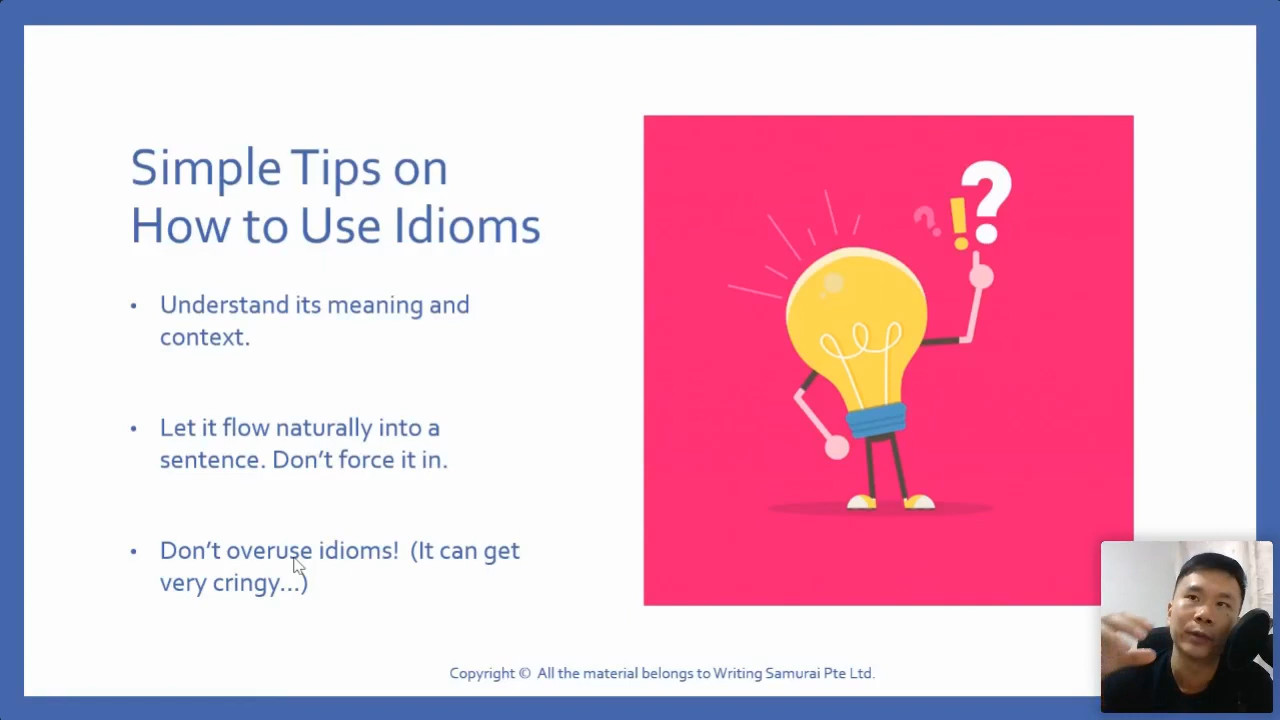 Simple Tips on
How to Use Idioms
• Understand its meaning and
context.
• Let it flow naturally into a
sentence. Don’t force it in.
• Don’t overuse idioms!  (It can get
very cringy...)
?
!
?
Copyright ©  All the material belongs to Writing Samurai Pte Ltd.